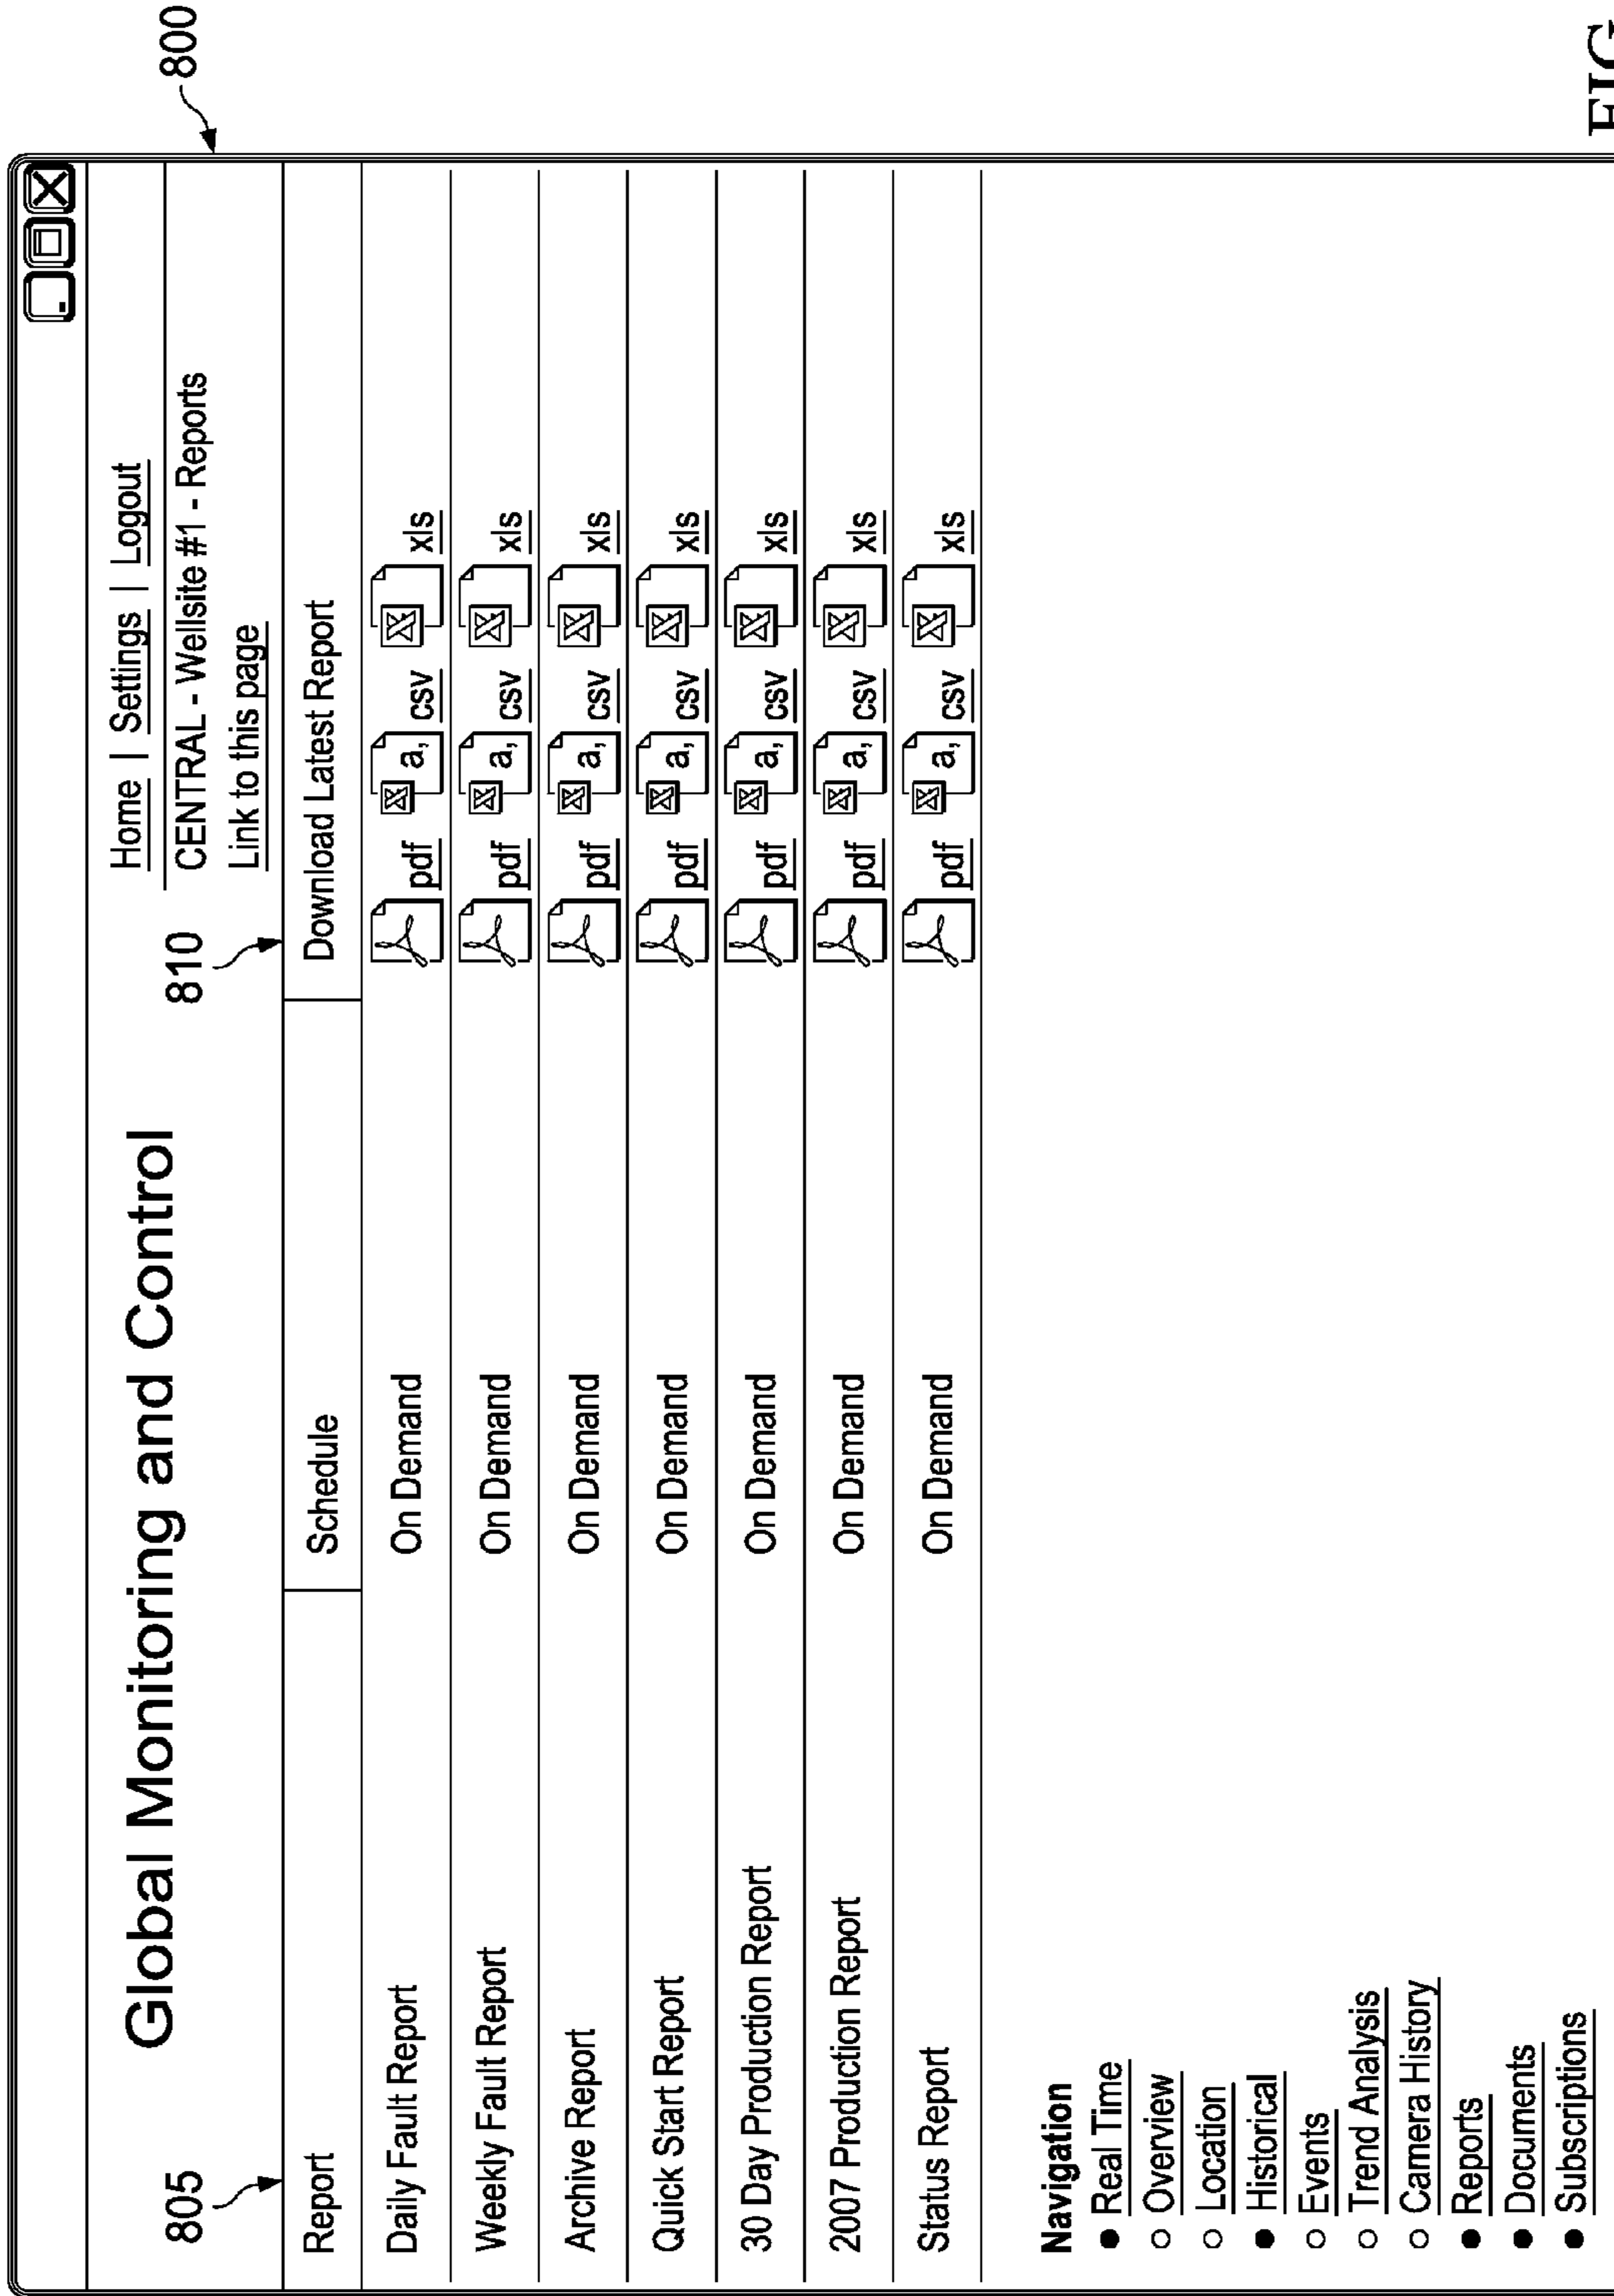 800
Home | Settings | Logout
Global Monitoring and Control
CENTRAL - Wellsite #1 - Reports
Link to this page
805
810
Report Schedule Download Latest Report
Daily Fault Report On Demand pdf a, csv xls
Weekly Fault Report On Demand pdf a, csv xls
Archive Report On Demand pdf a, csv xls
Quick Start Report On Demand pdf a, csv xls
30 Day Production Report On Demand pdf a, csv xls
2007 Production Report On Demand pdf a, csv xls
Status Report On Demand pdf a, csv xls
Navigation
Real Time
Overview
Location
Historical
Events
Trend Analysis
Camera History
Reports
Documents
Subscriptions
FIG